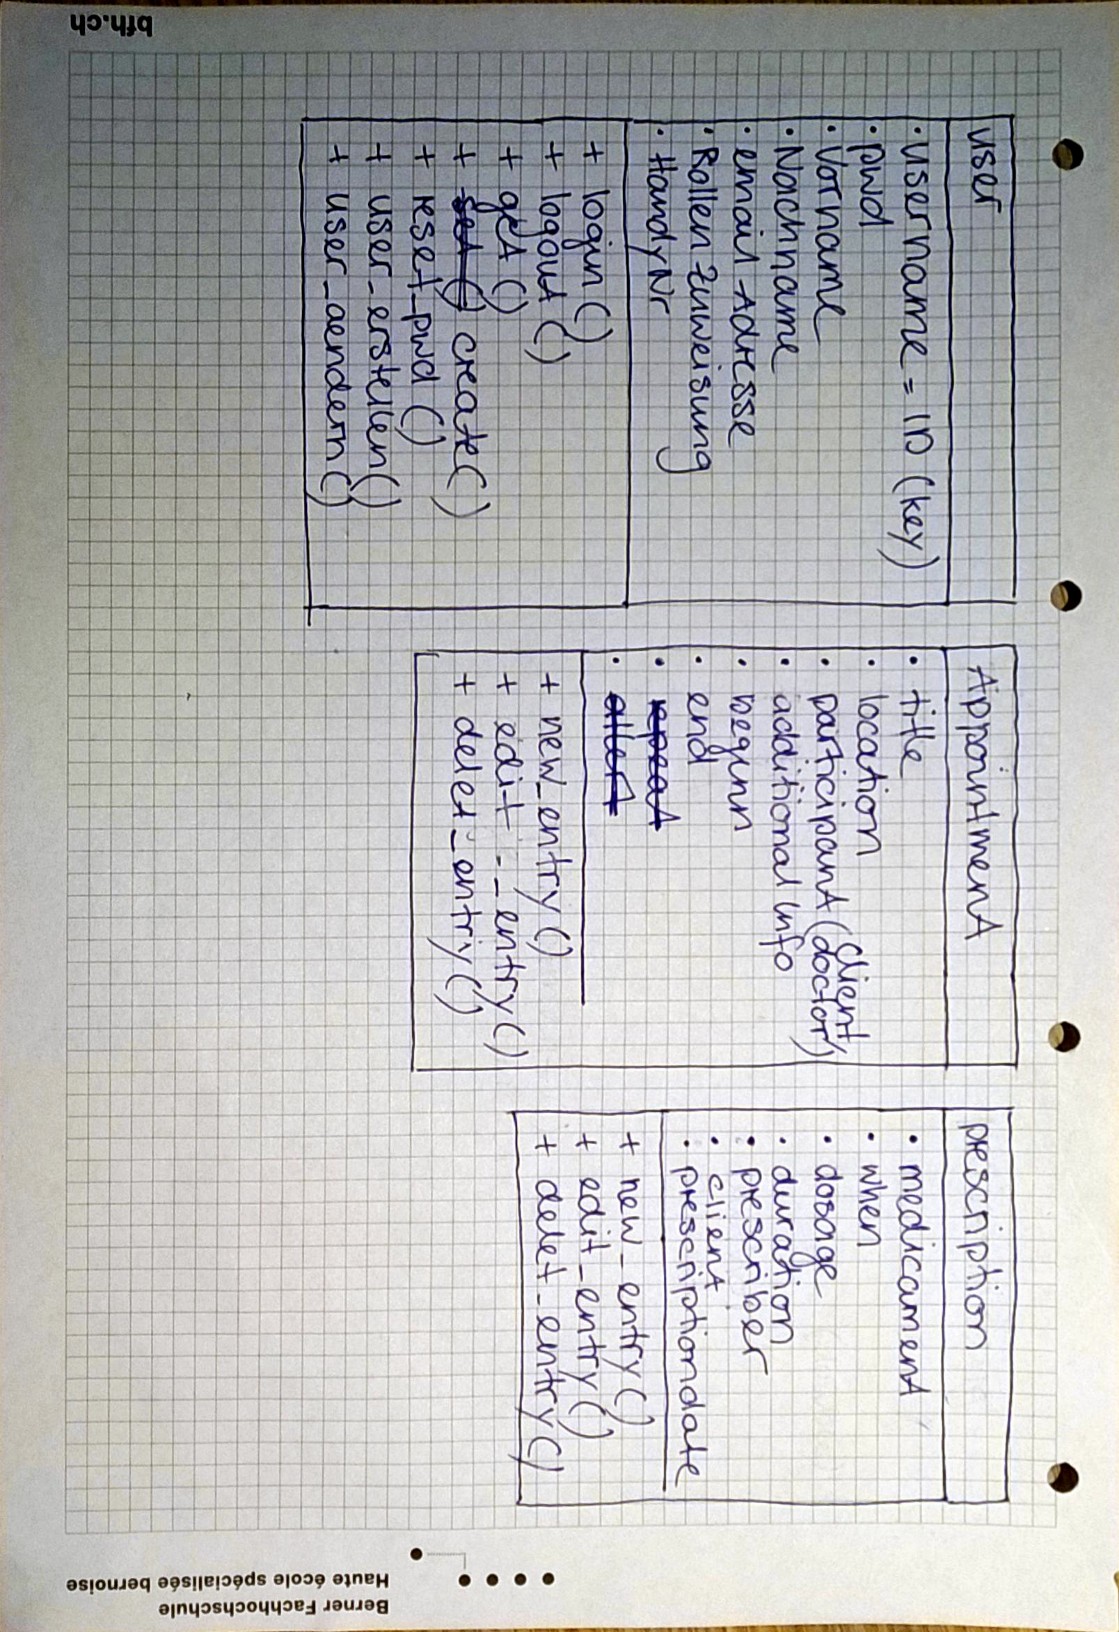 user
• username = ID (key)
• pwd
• Vorname
• Nachname
• email-Adresse
• Rollen Zuweisung
• HandyNr
+ login ()
+ logout ()
+ get ()
+ set () create()
+ reset_pwd ()
+ user_erstellen()
+ user_aendern()
Appointment
• title
• location
• participant (client, doctor)
• additional info
• beginn
• end
• repeat
• alert
+ new_entry()
+ edit_entry()
+ delet_entry()
prescription
• medicament
• when
• dosage
• duration
• prescriber
• client
• prescriptiondate
+ new_entry()
+ edit_entry()
+ delet_entry()
bfh.ch
Berner Fachhochschule
Haute école spécialisée bernoise